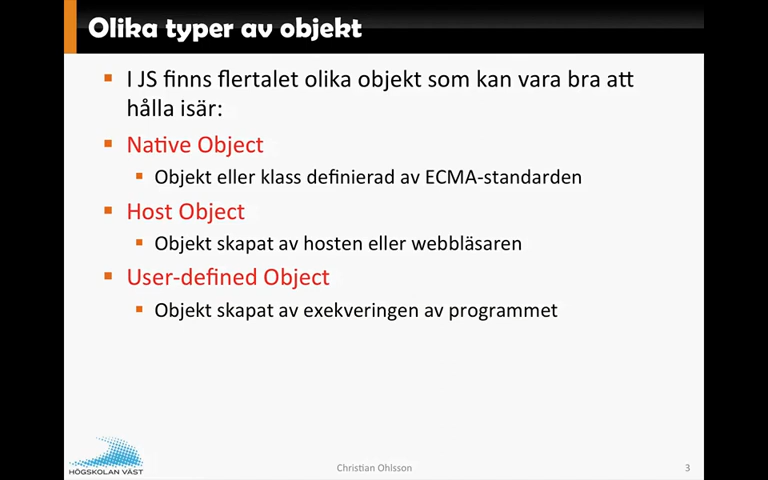 Olika typer av objekt
I JS finns flertalet olika objekt som kan vara bra att
hålla isär:
Native Object
Objekt eller klass definierad av ECMA-standarden
Host Object
Objekt skapat av hosten eller webbläsaren
User-defined Object
Objekt skapat av exekveringen av programmet
HÖGSKOLAN VÄST
Christian Ohlsson
3